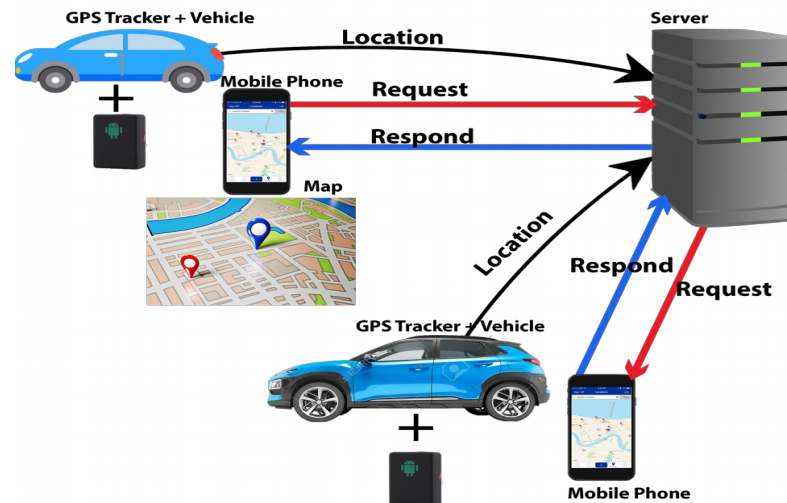 GPS Tracker + Vehicle
Server
Location
Mobile Phone
Request
Respond
Map
Location
Respond
Request
GPS Tracker + Vehicle
Mobile Phone